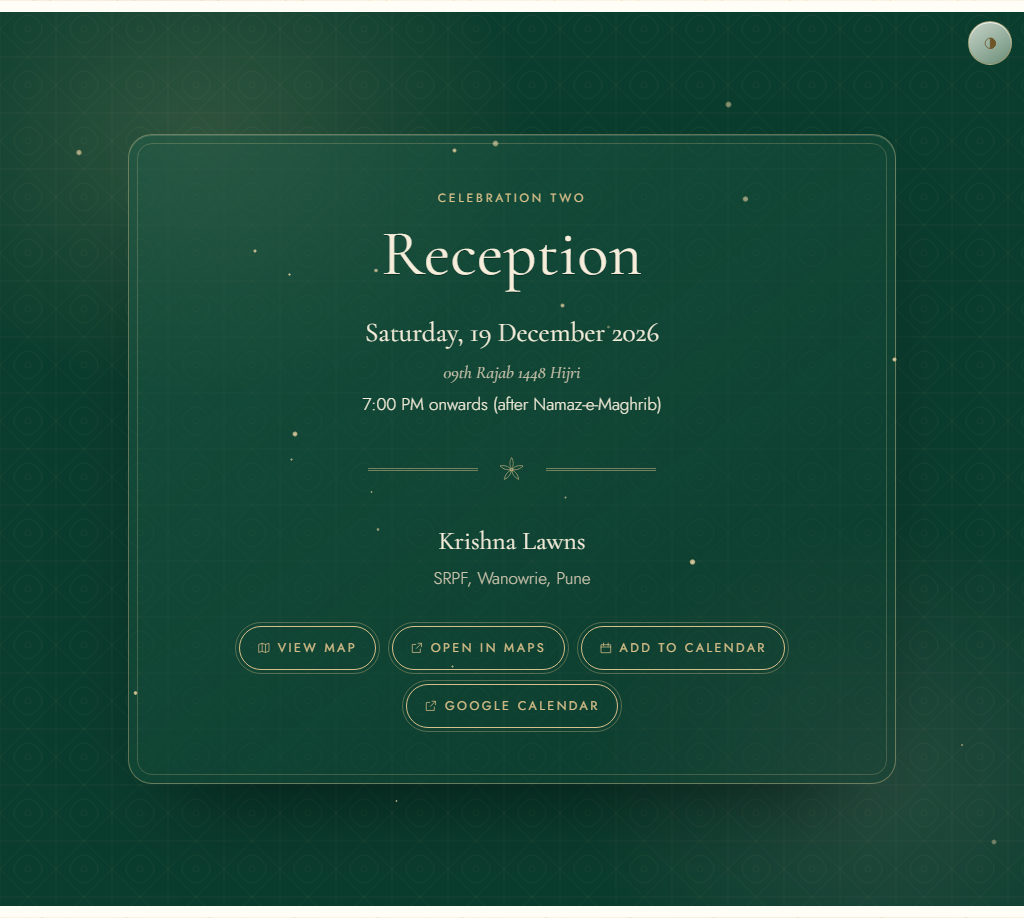 CELEBRATION TWO
Reception
Saturday, 19 December 2026
09th Rajab 1448 Hijri
7:00 PM onwards (after Namaz-e-Maghrib)
Krishna Lawns
SRPF, Wanowrie, Pune
VIEW MAP
OPEN IN MAPS
ADD TO CALENDAR
GOOGLE CALENDAR